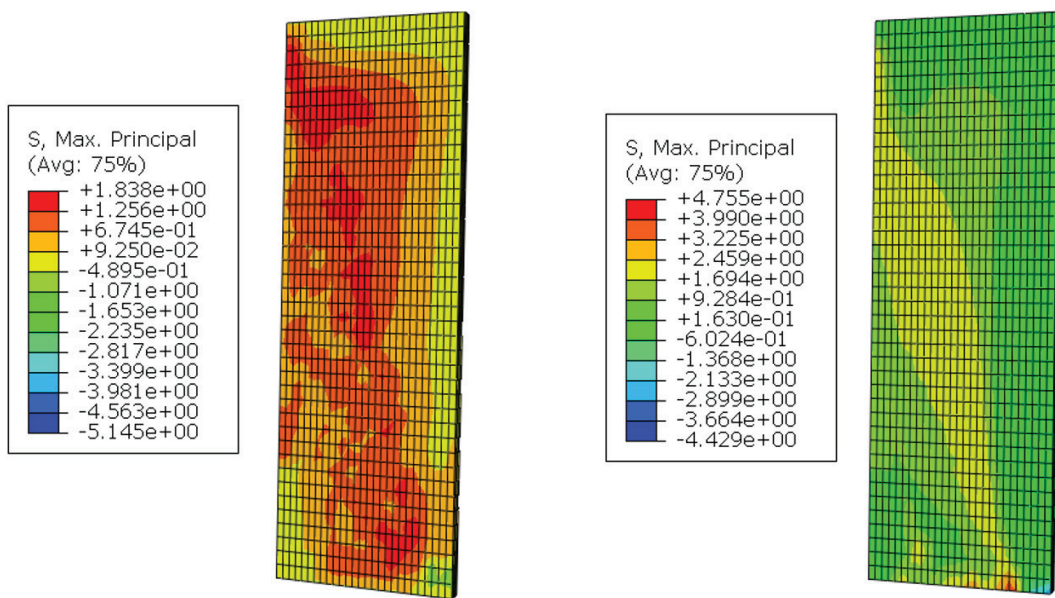 S, Max. Principal
(Avg: 75%)
+1.838e+00
+1.256e+00
+6.745e-01
+9.250e-02
-4.895e-01
-1.071e+00
-1.653e+00
-2.235e+00
-2.817e+00
-3.399e+00
-3.981e+00
-4.563e+00
-5.145e+00
S, Max. Principal
(Avg: 75%)
+4.755e+00
+3.990e+00
+3.225e+00
+2.459e+00
+1.694e+00
+9.284e-01
+1.630e-01
-6.024e-01
-1.368e+00
-2.133e+00
-2.899e+00
-3.664e+00
-4.429e+00